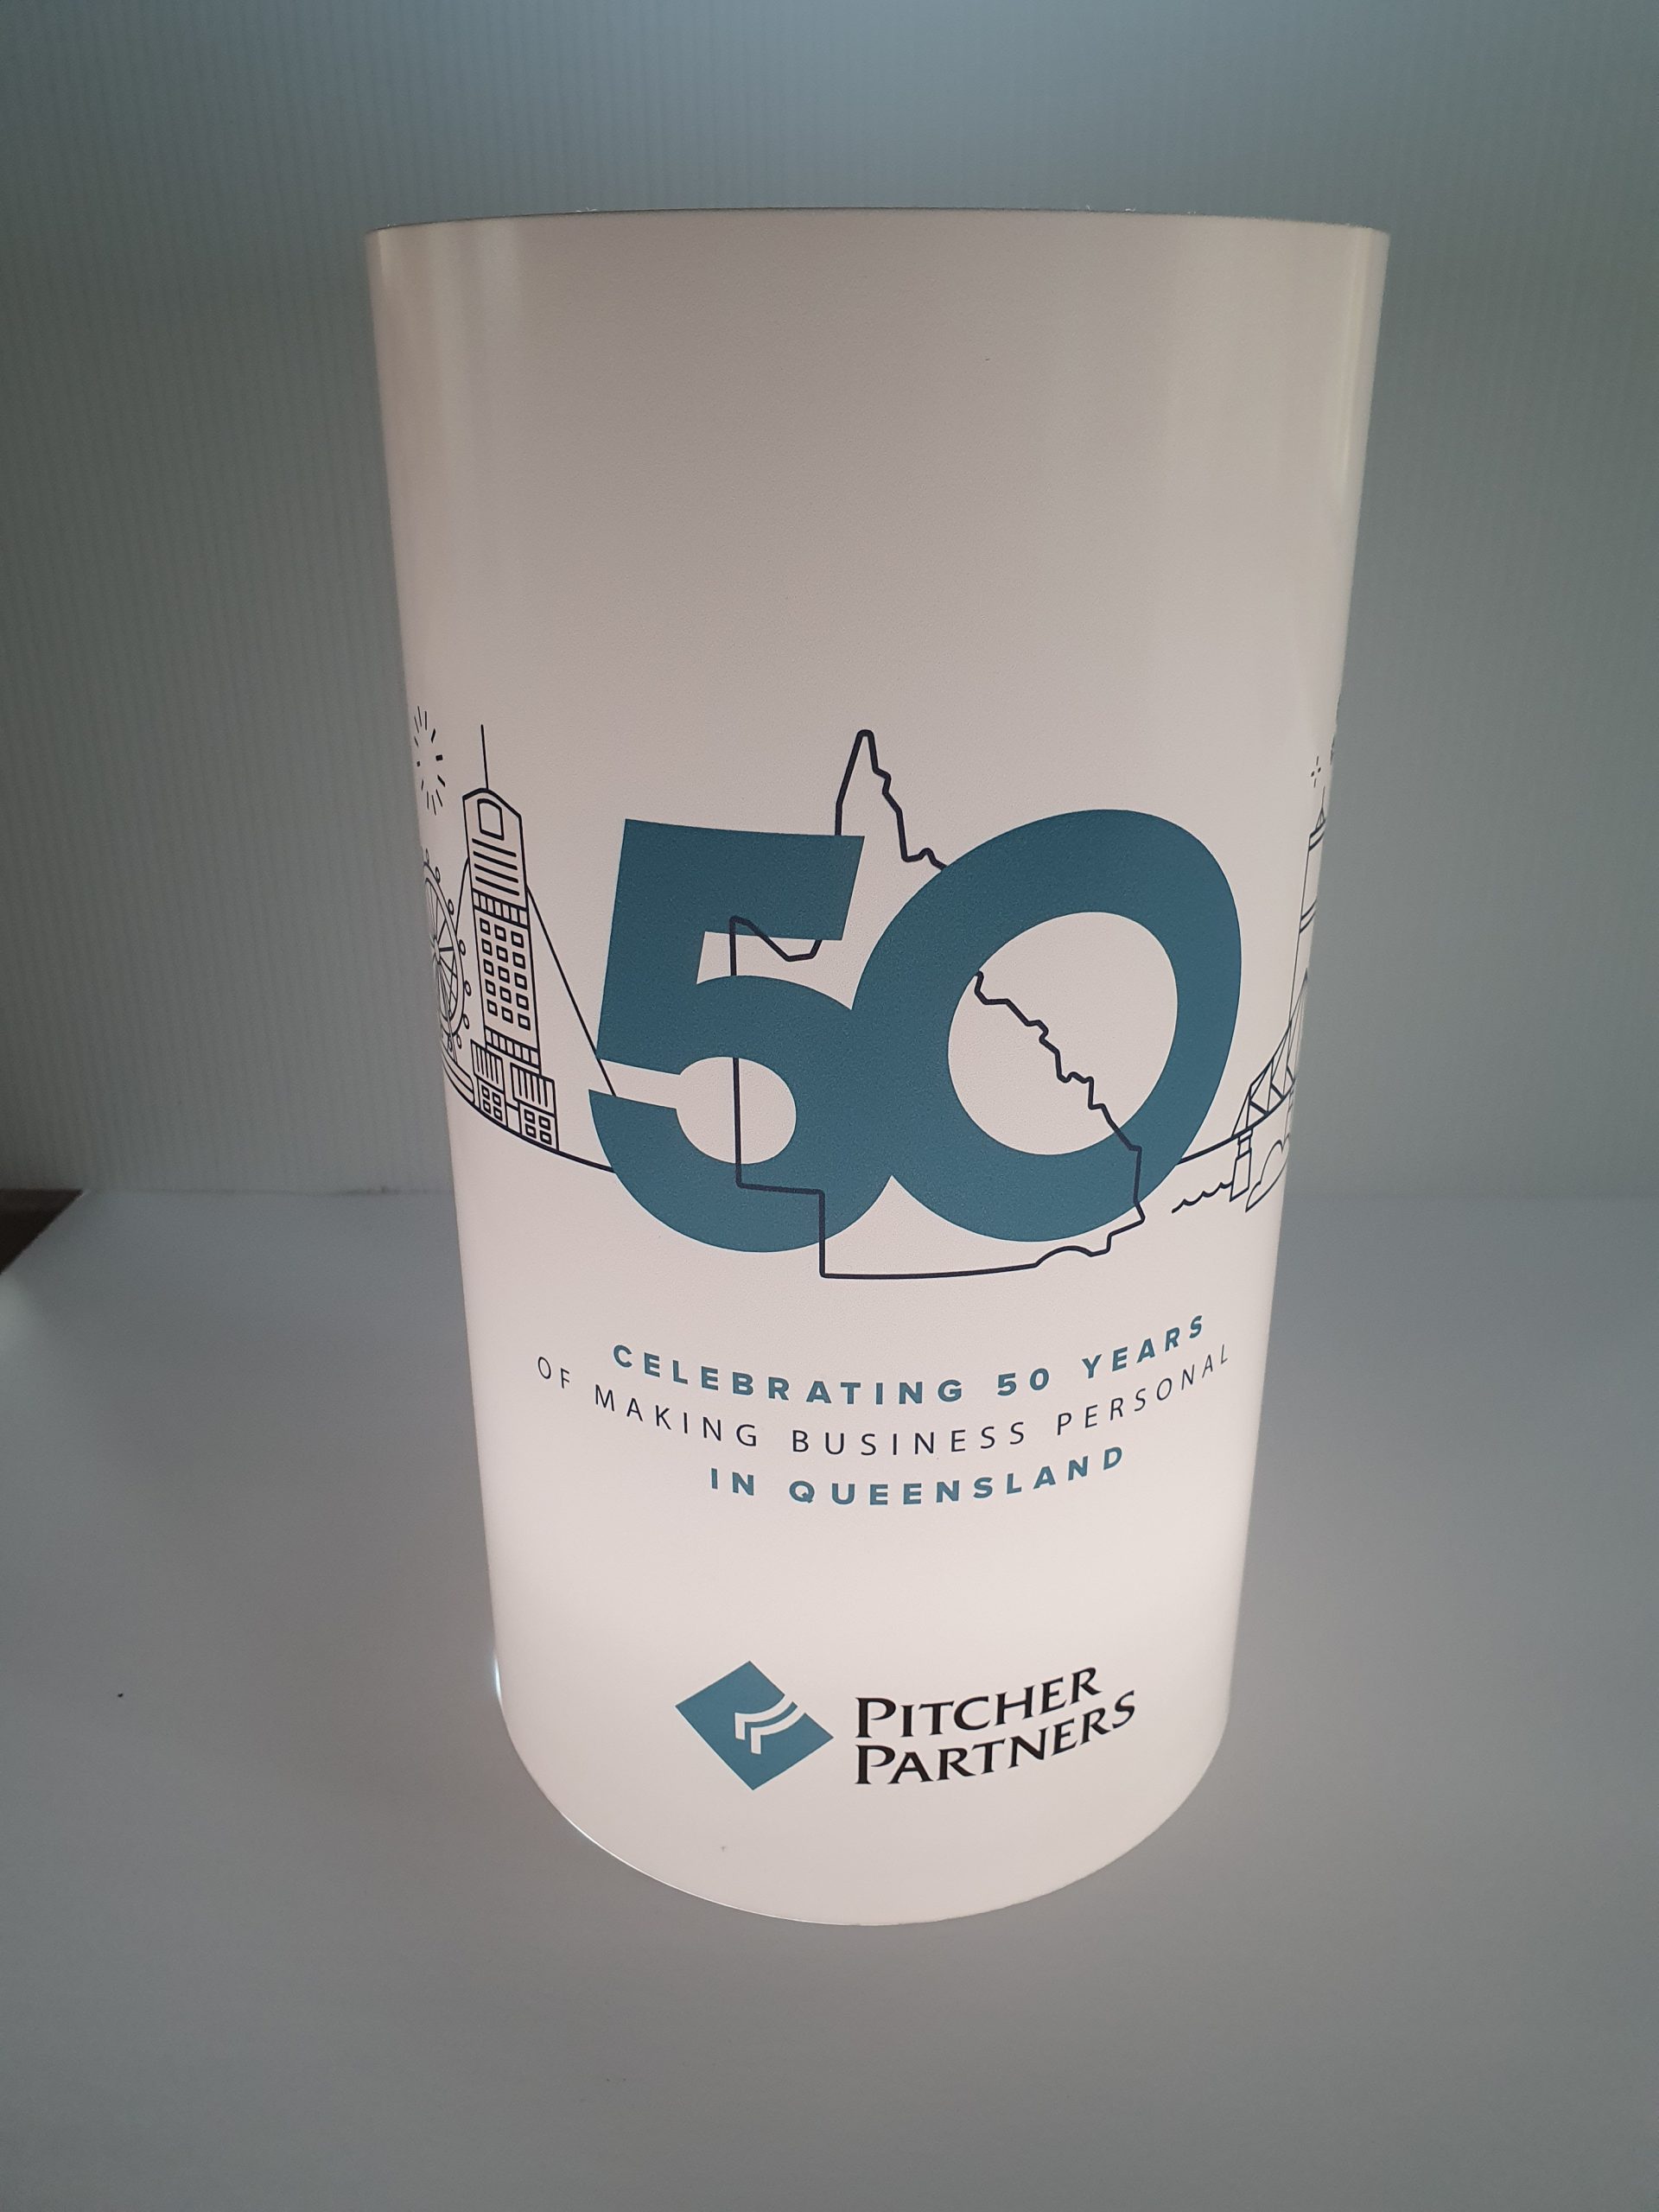 50
CELEBRATING 50 YEARS
OF MAKING BUSINESS PERSONAL
IN QUEENSLAND
PITCHER
PARTNERS